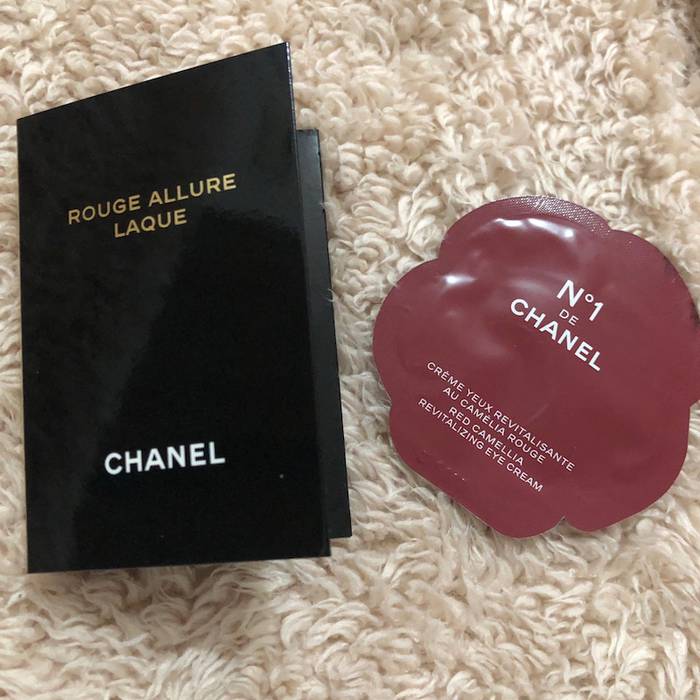 ROUGE ALLURE
LAQUE
CHANEL
N°1
DE
CHANEL
CRÈME YEUX REVITALISANTE
AU CAMÉLIA ROUGE
RED CAMELLIA
REVITALIZING EYE CREAM